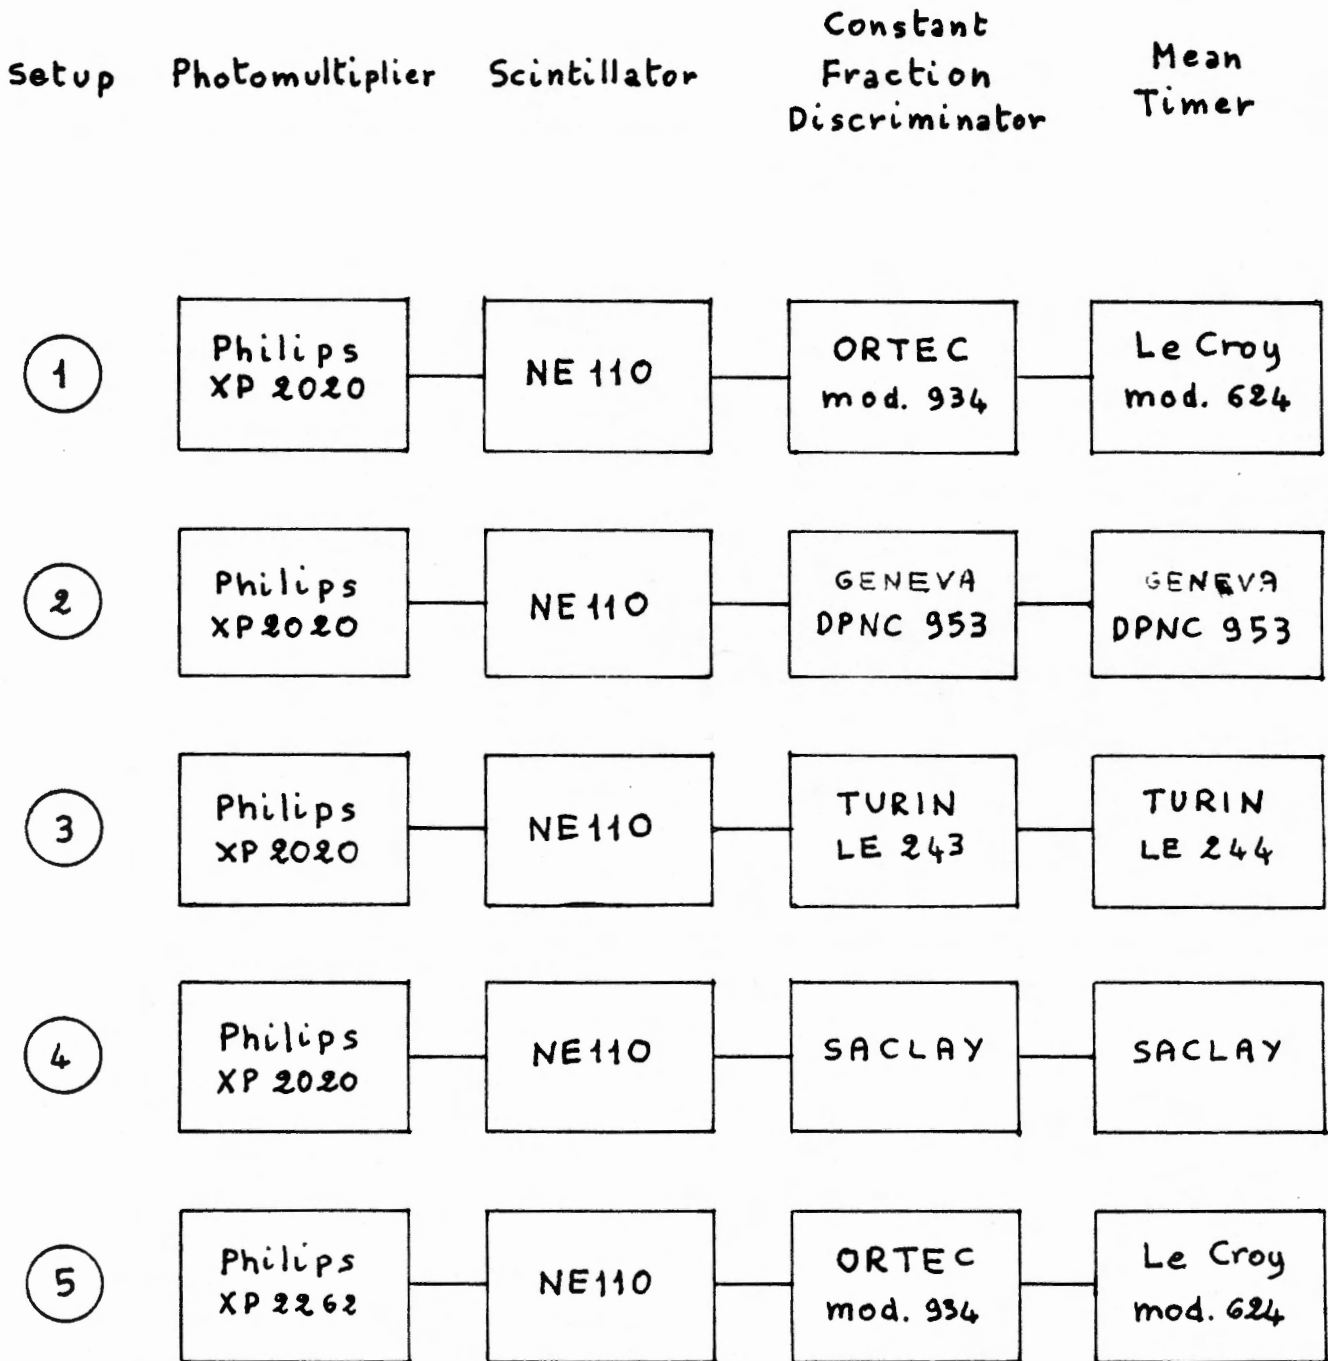 Setup Photomultiplier Scintillator Constant Fraction Discriminator Mean Timer
1
Philips
XP 2020
NE 110
ORTEC
mod. 934
Le Croy
mod. 624
2
Philips
XP 2020
NE 110
GENEVA
DPNC 953
GENEVA
DPNC 953
3
Philips
XP 2020
NE 110
TURIN
LE 243
TURIN
LE 244
4
Philips
XP 2020
NE 110
SACLAY
SACLAY
5
Philips
XP 2262
NE 110
ORTEC
mod. 934
Le Croy
mod. 624